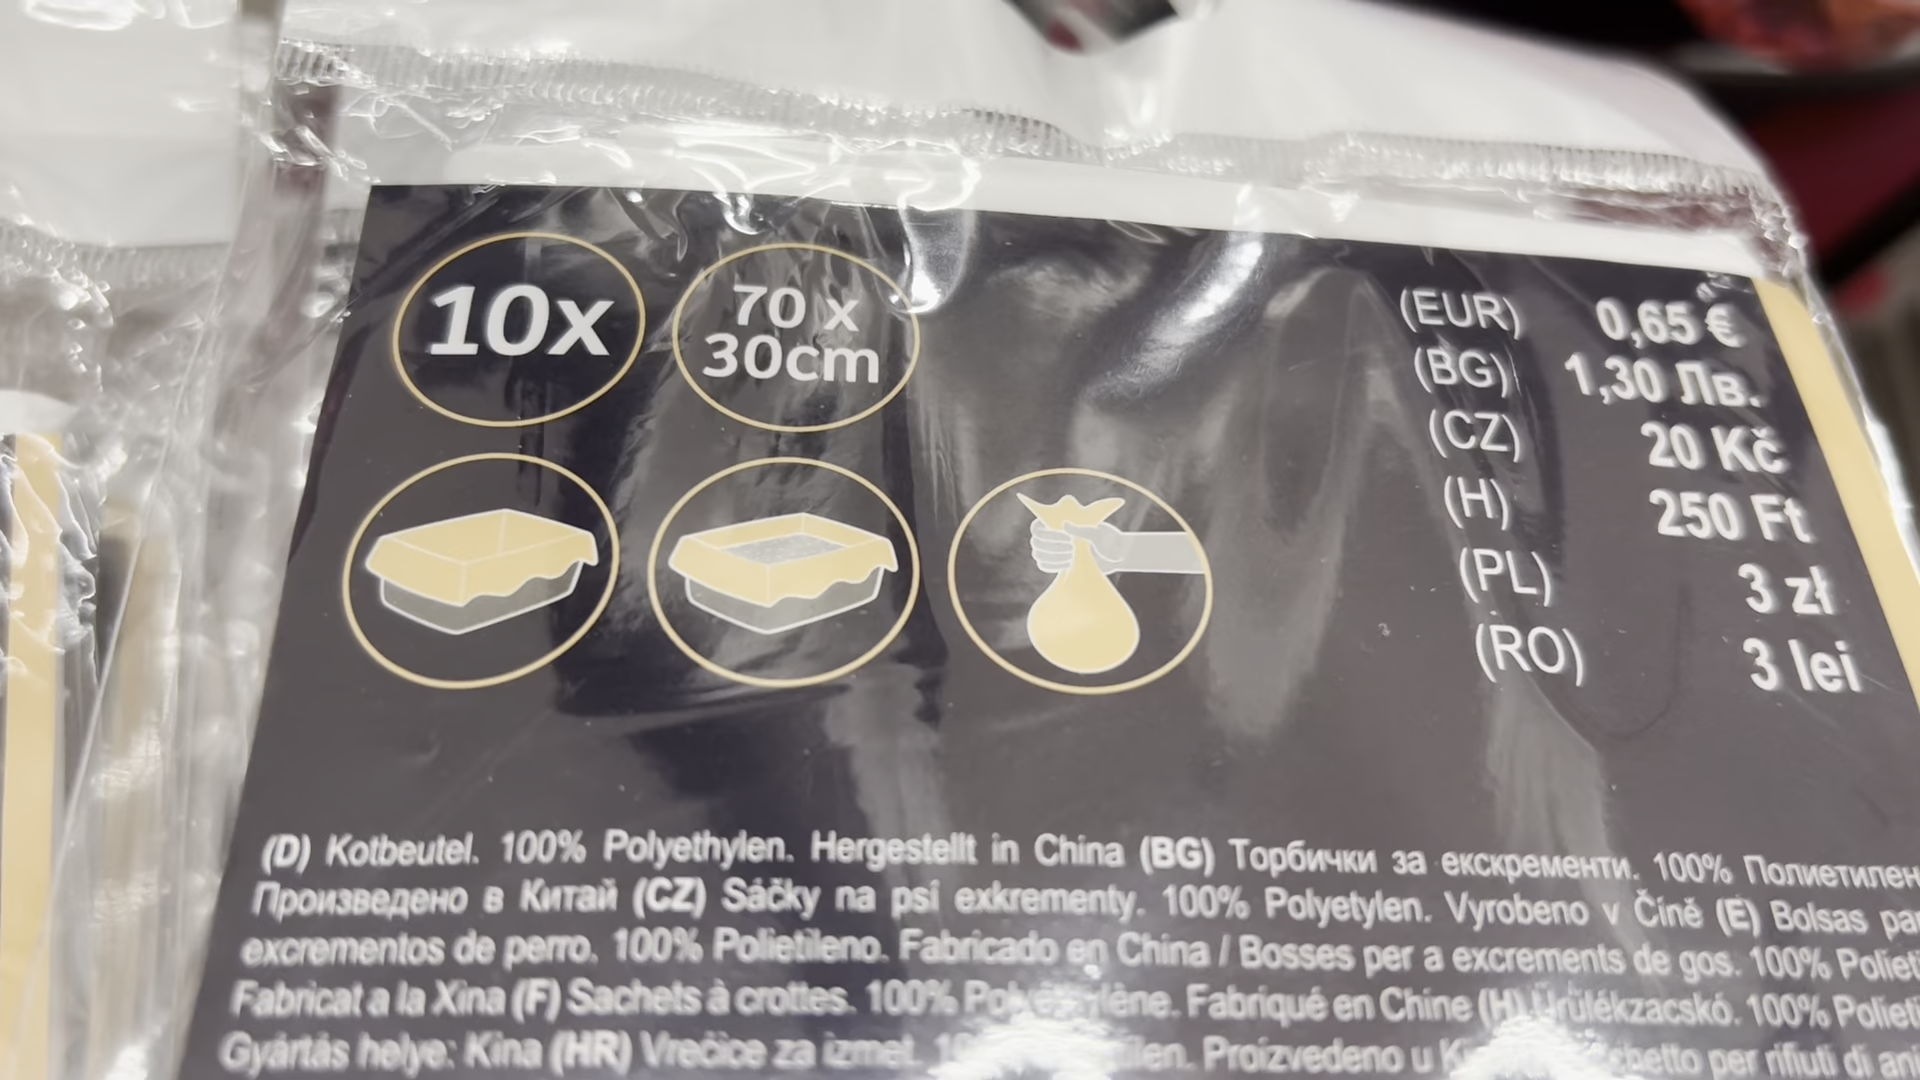 10x
70 x
30cm
(EUR) 0,65 €
(BG) 1,30 Лв.
(CZ) 20 Kč
(H) 250 Ft
(PL) 3 zł
(RO) 3 lei
(D) Kotbeutel. 100% Polyethylen. Hergestellt in China (BG) Торбички за екскременти. 100% Полиетилен
Произведено в Китай (CZ) Sáčky na psí exkrementy. 100% Polyetylen. Vyrobeno v Číně (E) Bolsas
excrementos de perro. 100% Polietileno. Fabricado en China / Bosses per a excrements de gos. 100%
Fabricat a la Xina (F) Sachets à crottes. 100% Fabriqué en Chine (H) Ürülékzacskó. 100%
Gyártás helye: Kína (HR) Vrećice za izmet. Proizvedeno u per rifiuti di